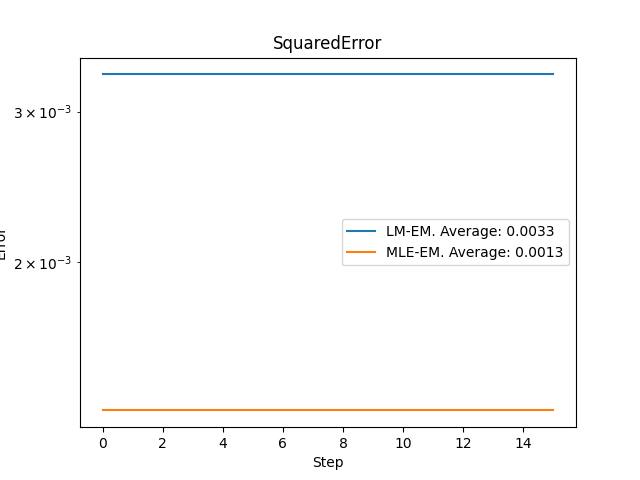 SquaredError
3 × 10⁻³
2 × 10⁻³
Error
LM-EM. Average: 0.0033
MLE-EM. Average: 0.0013
0 2 4 6 8 10 12 14
Step